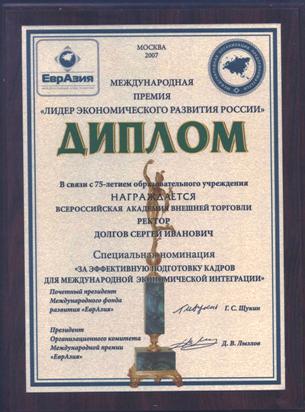 МОСКВА
2007
ЕврАзия
МЕЖДУНАРОДНАЯ
ПРЕМИЯ
«ЛИДЕР ЭКОНОМИЧЕСКОГО РАЗВИТИЯ РОССИИ»
ДИПЛОМ
В связи с 75-летием образовательного учреждения
НАГРАЖДАЕТСЯ
ВСЕРОССИЙСКАЯ АКАДЕМИЯ ВНЕШНЕЙ ТОРГОВЛИ
РЕКТОР
ДОЛГОВ СЕРГЕЙ ИВАНОВИЧ
Специальная номинация
«ЗА ЭФФЕКТИВНУЮ ПОДГОТОВКУ КАДРОВ
ДЛЯ МЕЖДУНАРОДНОЙ ЭКОНОМИЧЕСКОЙ ИНТЕГРАЦИИ»
Почетный президент
Международного фонда
развития «ЕврАзия»
Г. С. Щукин
Президент
Организационного комитета
Международной премии
«ЕврАзия»
Д. В. Лызлов